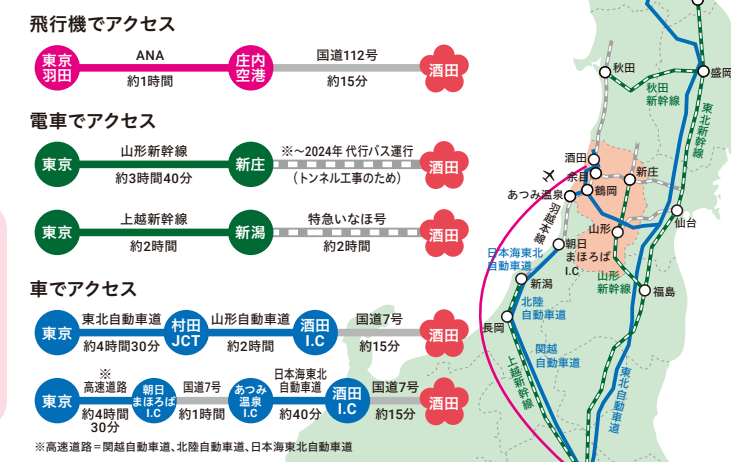 飛行機でアクセス
東京
羽田
ANA
約1時間
庄内
空港
国道112号
約15分
酒田
電車でアクセス
東京
山形新幹線
約3時間40分
新庄
※〜2024年 代行バス運行
（トンネル工事のため）
酒田
東京
上越新幹線
約2時間
新潟
特急いなほ号
約2時間
酒田
車でアクセス
東京
東北自動車道
約4時間30分
村田
JCT
山形自動車道
約2時間
酒田
I.C
国道7号
約15分
酒田
東京
※
高速道路
約4時間
30分
朝日
まほろば
I.C
国道7号
約1時間
あつみ
温泉
I.C
日本海東北
自動車道
約40分
酒田
I.C
国道7号
約15分
酒田
※高速道路＝関越自動車道、北陸自動車道、日本海東北自動車道
秋田
盛岡
秋田
新幹線
東北新幹線
酒田
余目
新庄
あつみ温泉
鶴岡
羽越本線
仙台
山形
朝日
まほろば
I.C
日本海東北
自動車道
山形
新幹線
新潟
福島
北陸
自動車道
長岡
関越
自動車道
上越新幹線
東北自動車道